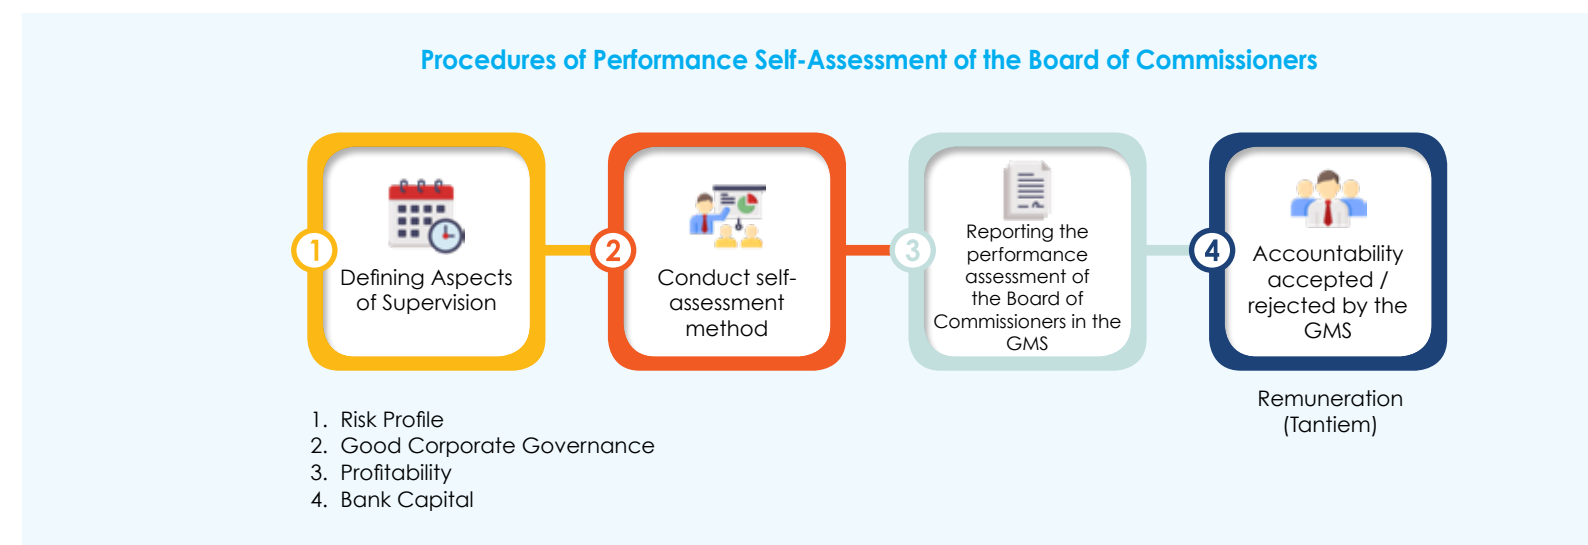 Procedures of Performance Self-Assessment of the Board of Commissioners
1
Defining Aspects
of Supervision
2
Conduct self-
assessment
method
3
Reporting the
performance
assessment of
the Board of
Commissioners in the
GMS
4
Accountability
accepted /
rejected by the
GMS
1. Risk Profile
2. Good Corporate Governance
3. Profitability
4. Bank Capital
Remuneration
(Tantiem)